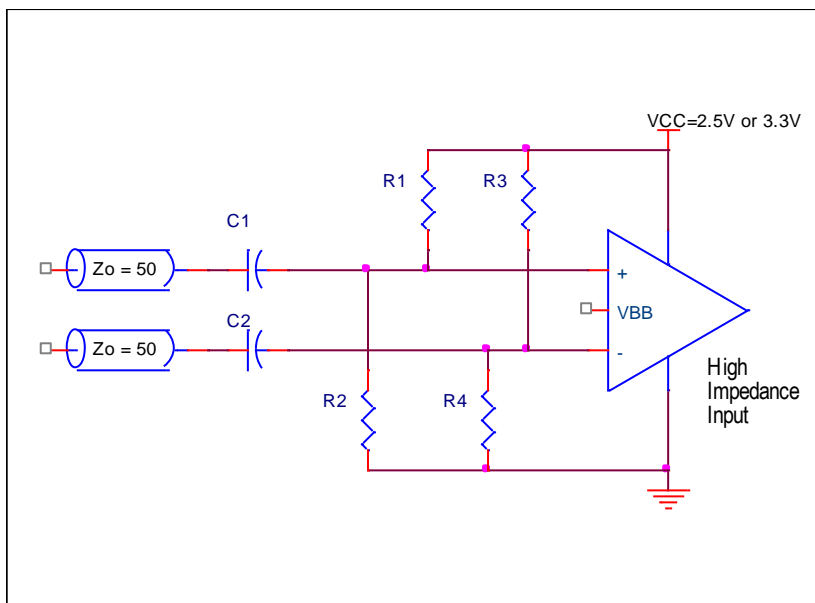 VCC=2.5V or 3.3V
R1
R3
C1
Zo = 50
+
VBB
C2
Zo = 50
-
High
Impedance
Input
R2
R4